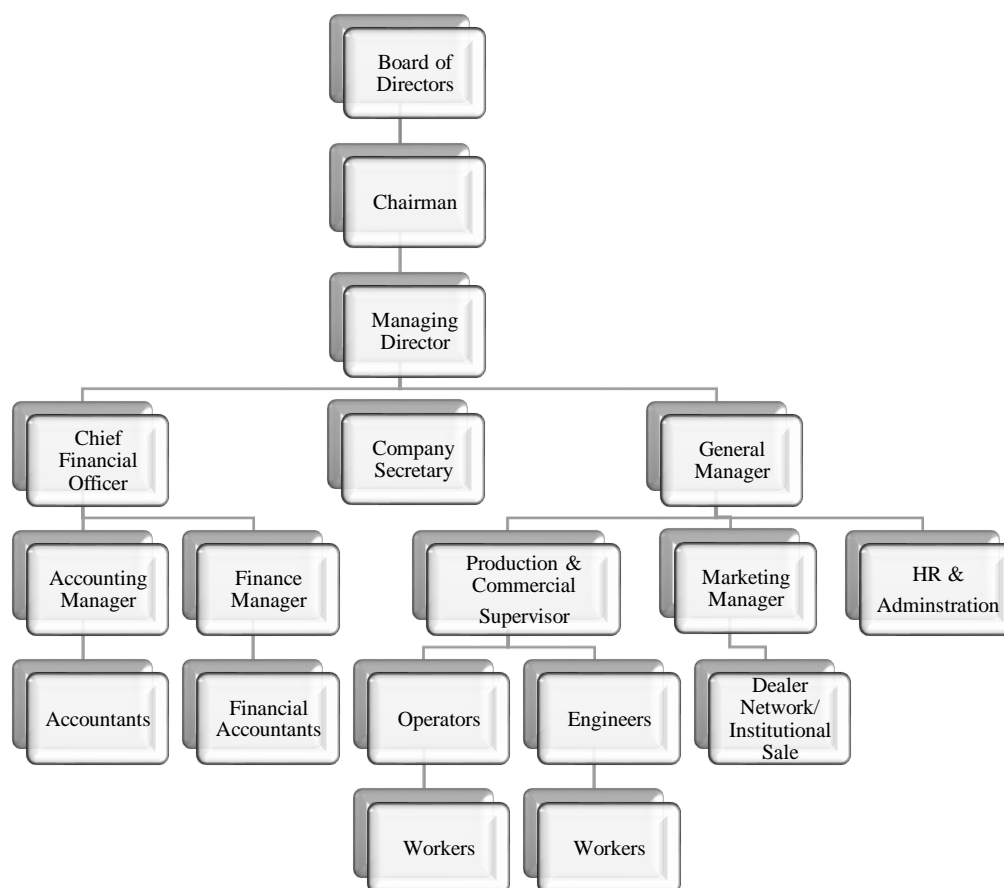 Board of
Directors
Chairman
Managing
Director
Chief
Financial
Officer
Company
Secretary
General
Manager
Accounting
Manager
Finance
Manager
Production &
Commercial
Supervisor
Marketing
Manager
HR &
Adminstration
Accountants
Financial
Accountants
Operators
Engineers
Dealer
Network/
Institutional
Sale
Workers
Workers